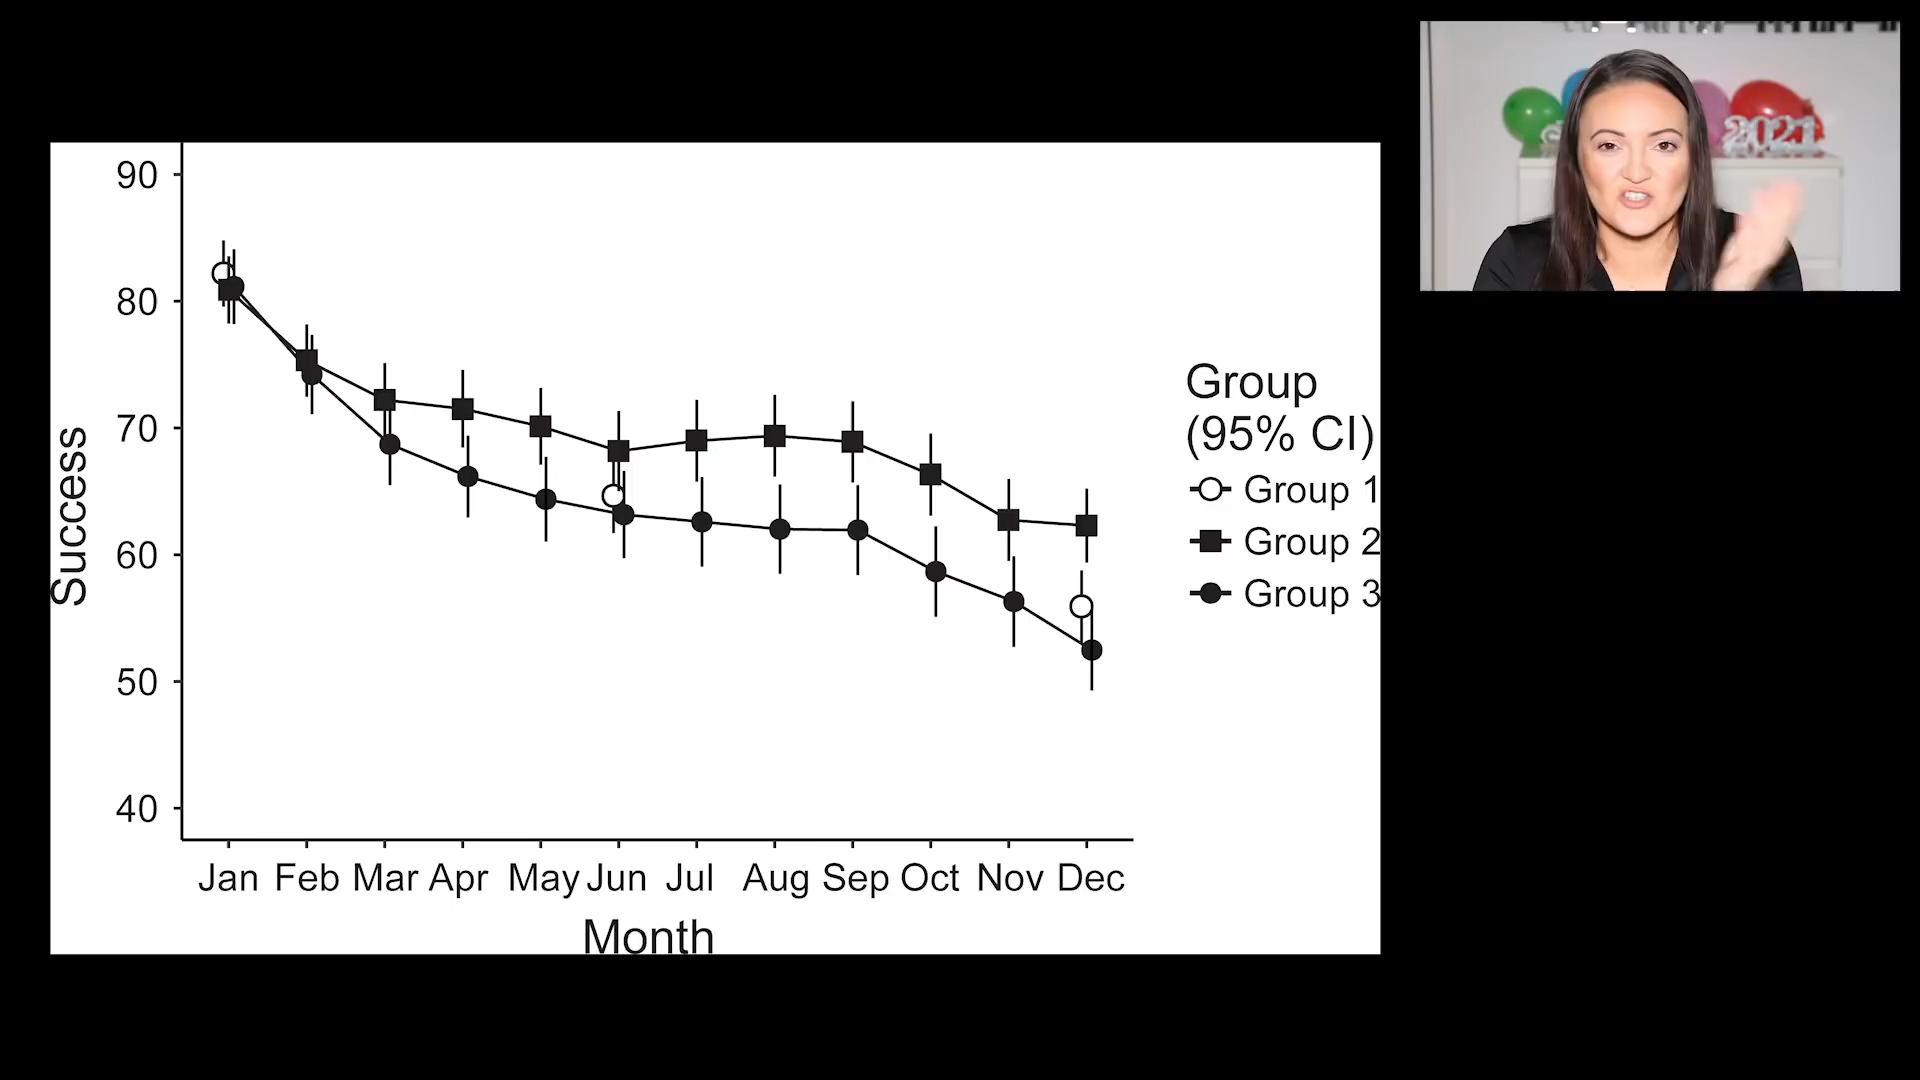 90
80
70
60
50
40
Success
Jan Feb Mar Apr May Jun Jul Aug Sep Oct Nov Dec
Month
Group
(95% CI)
Group 1
Group 2
Group 3
2021